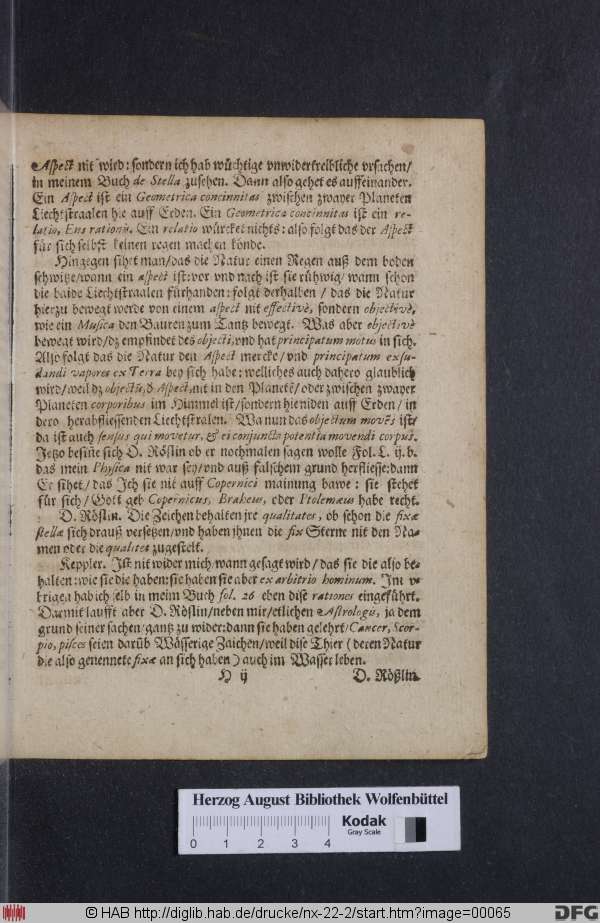 Aspect nit wird: sondern ich hab wüchtige vnwidertreibliche vrsachen/
in meinem Buch de Stella zusehen. Dann also gehet es auffeinander.
Ein Aspect ist ein Geometrica concinnitas zwischen zwayer Planeten
Liechtstraalen hie auff Erden. Ein Geometrica concinnitas ist ein re-
latio, Ens rationis. Ein relatio würcket nichts: also folgt das der Aspect
für sich selbst keinen regen machen könde.
Hingegen sihet man/das die Natur einen Regen auß dem boden
schwitze/wann ein aspect ist: vor vnd nach ist sie rühwig/wann schon
die baide Liechtstraalen fürhanden: folgt derhalben / das die Natur
hierzu bewegt werde von einem aspect nit effectivè, sondern objectivè,
wie ein Musica den Bauren zum Tantz bewegt. Was aber objectivè
bewegt wird/dz empfindet des objecti, vnd hat principatum motus in sich.
Also folgt das die Natur den Aspect mercke/vnd principatum exsu-
dandi vapores ex Terra bey sich habe: welliches auch dahero glaublich
wird/weil dz objectũ, ď Aspect, nit in den Planetẽ/oder zwischen zwayer
Planeten corporibus im Himmel ist/sondern hieniden auff Erden/in
dero herabfliessenden Liechtstralen. Wa nun das objectum movẽs ist/
da ist auch sensus qui movetur, & ei conjuncta potentia movendi corpus.
Jetzo besiñe sich D. Röslin ob er nochmalen sagen wolle Fol. E. ij. b.
das mein Physica nit war sey/vnd auß falschem grund herfliesse: dann
Er sihet/das Ich sie nit auff Copernici mainung bawe: sie stehet
für sich/Gott geb Copernicus, Braheus, oder Ptolemæus habe recht.
D. Röslin. Die Zeichen behalten jre qualitates, ob schon die fixæ
stellæ sich drauß versetzen/vnd haben jhnen die fix Sterne nit den Na-
men oder die qualitet zugestelt.
Keppler. Ist nit wider mich wann gesagt wird/das sie die also be-
halten: wie sie die haben: sie haben sie aber ex arbitrio hominum. Im v-
brigen hab ich selb in meim Buch fol. 26 eben dise rationes eingeführt.
Darmit laufft aber D. Röslin/neben mir/etlichen Astrologis, ja dem
grund seiner sachen/gantz zu wider: dann sie haben gelehrt/Cancer, Scor-
pio, pisces seien darüb Wässerige Zaichen/weil dise Thier (deren Natur
die also genennete fixæ an sich haben) auch im Wasser leben.
H ij D. Rößlin.
Herzog August Bibliothek Wolfenbüttel
Kodak
Gray Scale
0 1 2 3 4
© HAB http://diglib.hab.de/drucke/nx-22-2/start.htm?image=00065
DFG